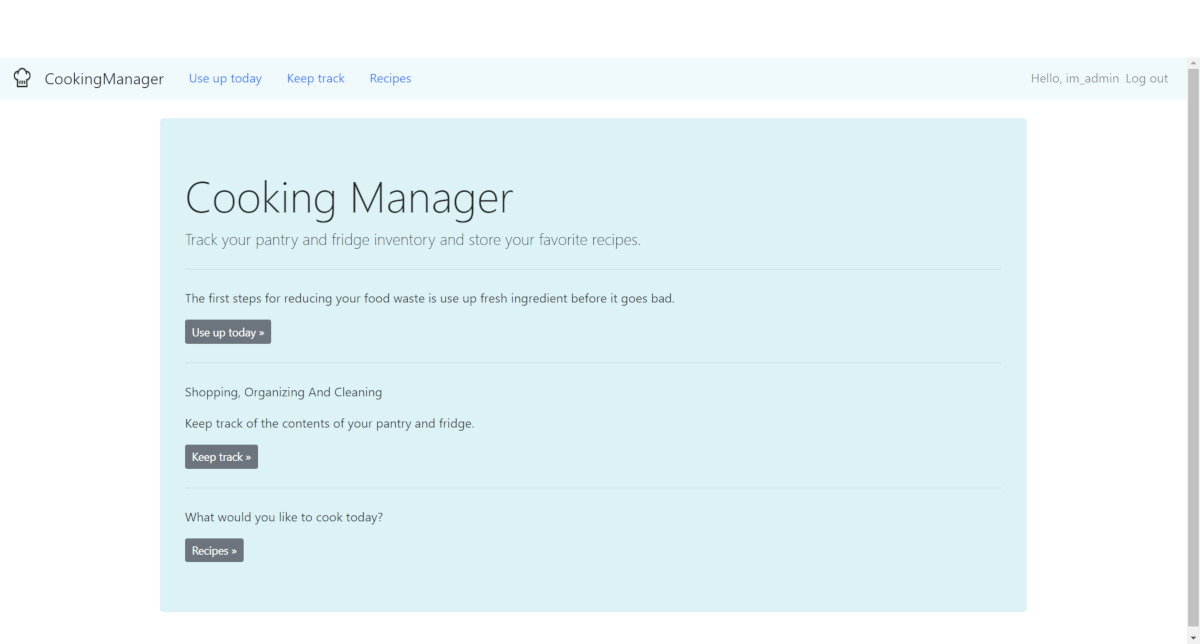 CookingManager Use up today Keep track Recipes Hello, im_admin Log out
Cooking Manager
Track your pantry and fridge inventory and store your favorite recipes.
The first steps for reducing your food waste is use up fresh ingredient before it goes bad.
Use up today »
Shopping, Organizing And Cleaning
Keep track of the contents of your pantry and fridge.
Keep track »
What would you like to cook today?
Recipes »